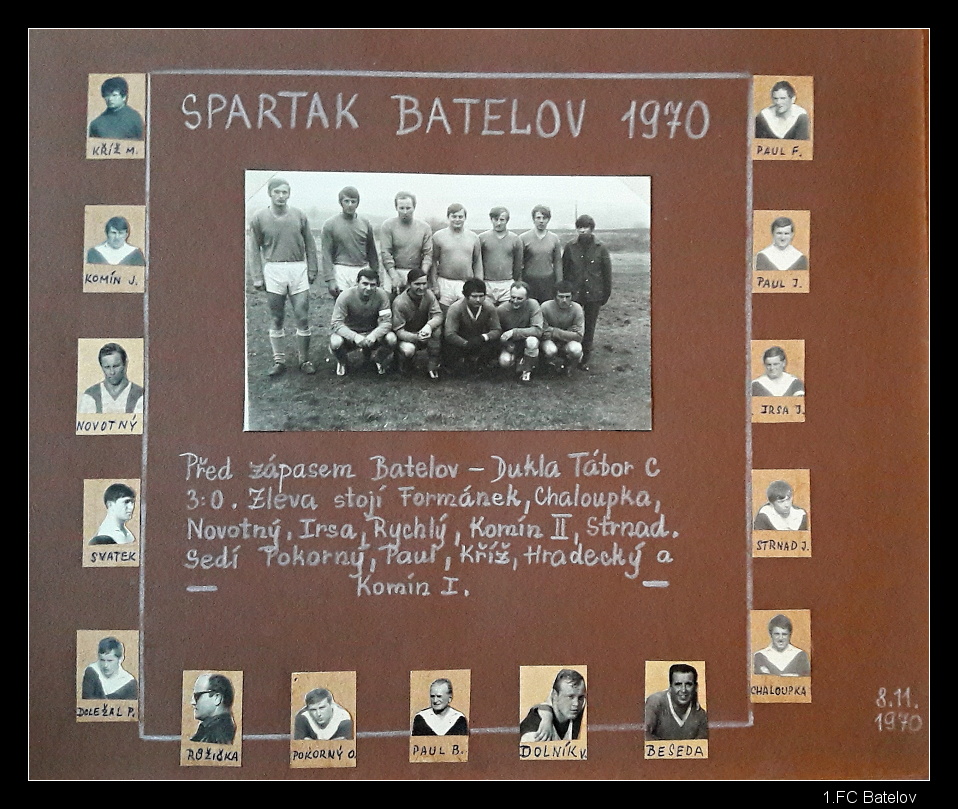 SPARTAK BATELOV 1970
KŘÍŽ M.
PAUL F.
KOMÍN J.
PAUL J.
NOVOTNÝ
IRSA J.
Před zápasem Batelov – Dukla Tábor C
3:0. Zleva stojí Formánek, Chaloupka,
Novotný, Irsa, Rychlý, Komín II, Strnad.
Sedí Pokorný, Paul, Kříž, Hradecký a
Komín I.
SVATEK
STRNAD J.
DOLEŽAL P.
CHALOUPKA
RŮŽIČKA
POKORNÝ O.
PAUL B.
DOLNÍK V.
BEŠEDA
8.11.
1970
1.FC Batelov